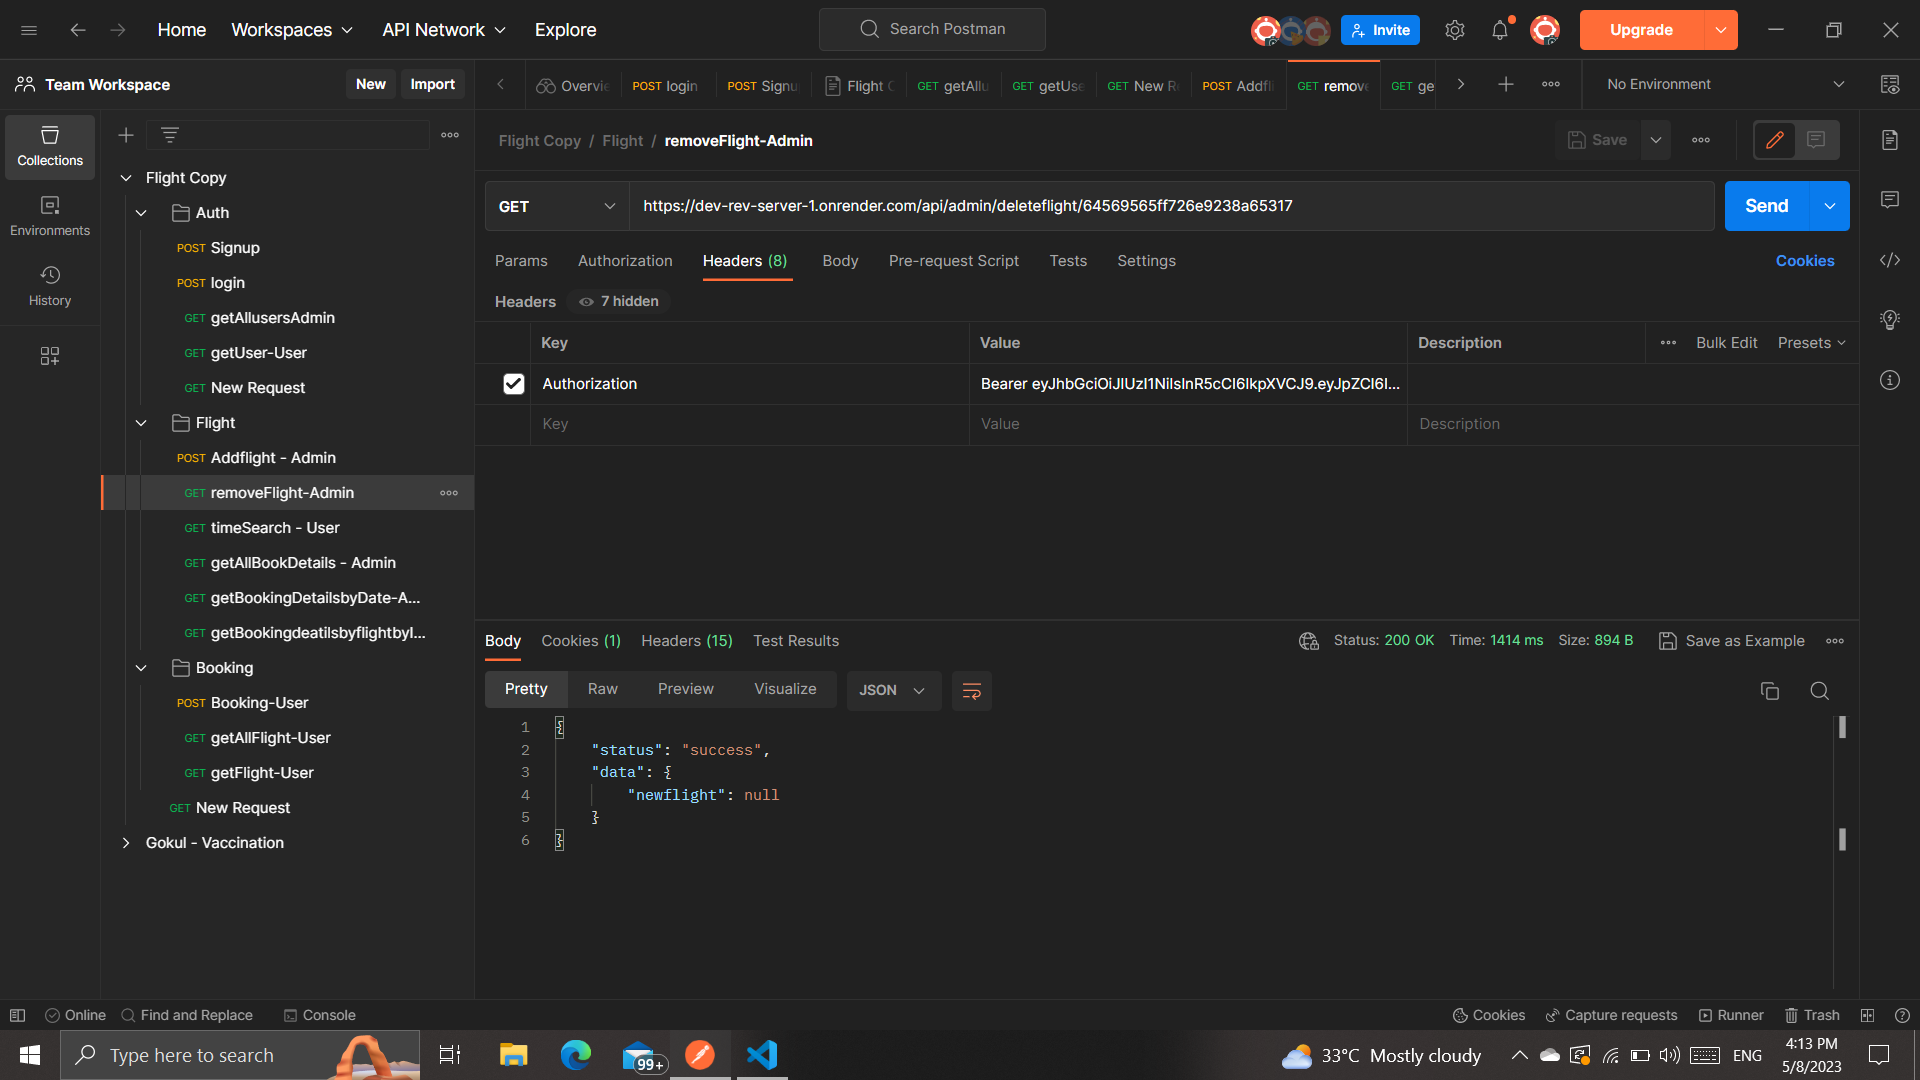 Home
Workspaces
API Network
Explore
Search Postman
Invite
Upgrade
Team Workspace
New
Import
Overvie
POST login
POST Signu
Flight C
GET getAllu
GET getUse
GET New R
POST Addfl
GET remove
GET ge
No Environment
Collections
Environments
History
Flight Copy
Auth
POST Signup
POST login
GET getAllusersAdmin
GET getUser-User
GET New Request
Flight
POST Addflight - Admin
GET removeFlight-Admin
GET timeSearch - User
GET getAllBookDetails - Admin
GET getBookingDetailsbyDate-A...
GET getBookingdeatilsbyflightbyI...
Booking
POST Booking-User
GET getAllFlight-User
GET getFlight-User
GET New Request
Gokul - Vaccination
Flight Copy / Flight / removeFlight-Admin
Save
GET
https://dev-rev-server-1.onrender.com/api/admin/deleteflight/64569565ff726e9238a65317
Send
Params
Authorization
Headers (8)
Body
Pre-request Script
Tests
Settings
Cookies
Headers
7 hidden
Key
Value
Description
Bulk Edit
Presets
Authorization
Bearer eyJhbGciOiJIUzI1NiIsInR5cCI6IkpXVCJ9.eyJpZCI6I...
Key
Value
Description
Body
Cookies (1)
Headers (15)
Test Results
Status: 200 OK
Time: 1414 ms
Size: 894 B
Save as Example
Pretty
Raw
Preview
Visualize
JSON
1 {
2 "status": "success",
3 "data": {
4 "newflight": null
5 }
6 }
Online
Find and Replace
Console
Cookies
Capture requests
Runner
Trash
Type here to search
99+
33°C Mostly cloudy
ENG
4:13 PM
5/8/2023